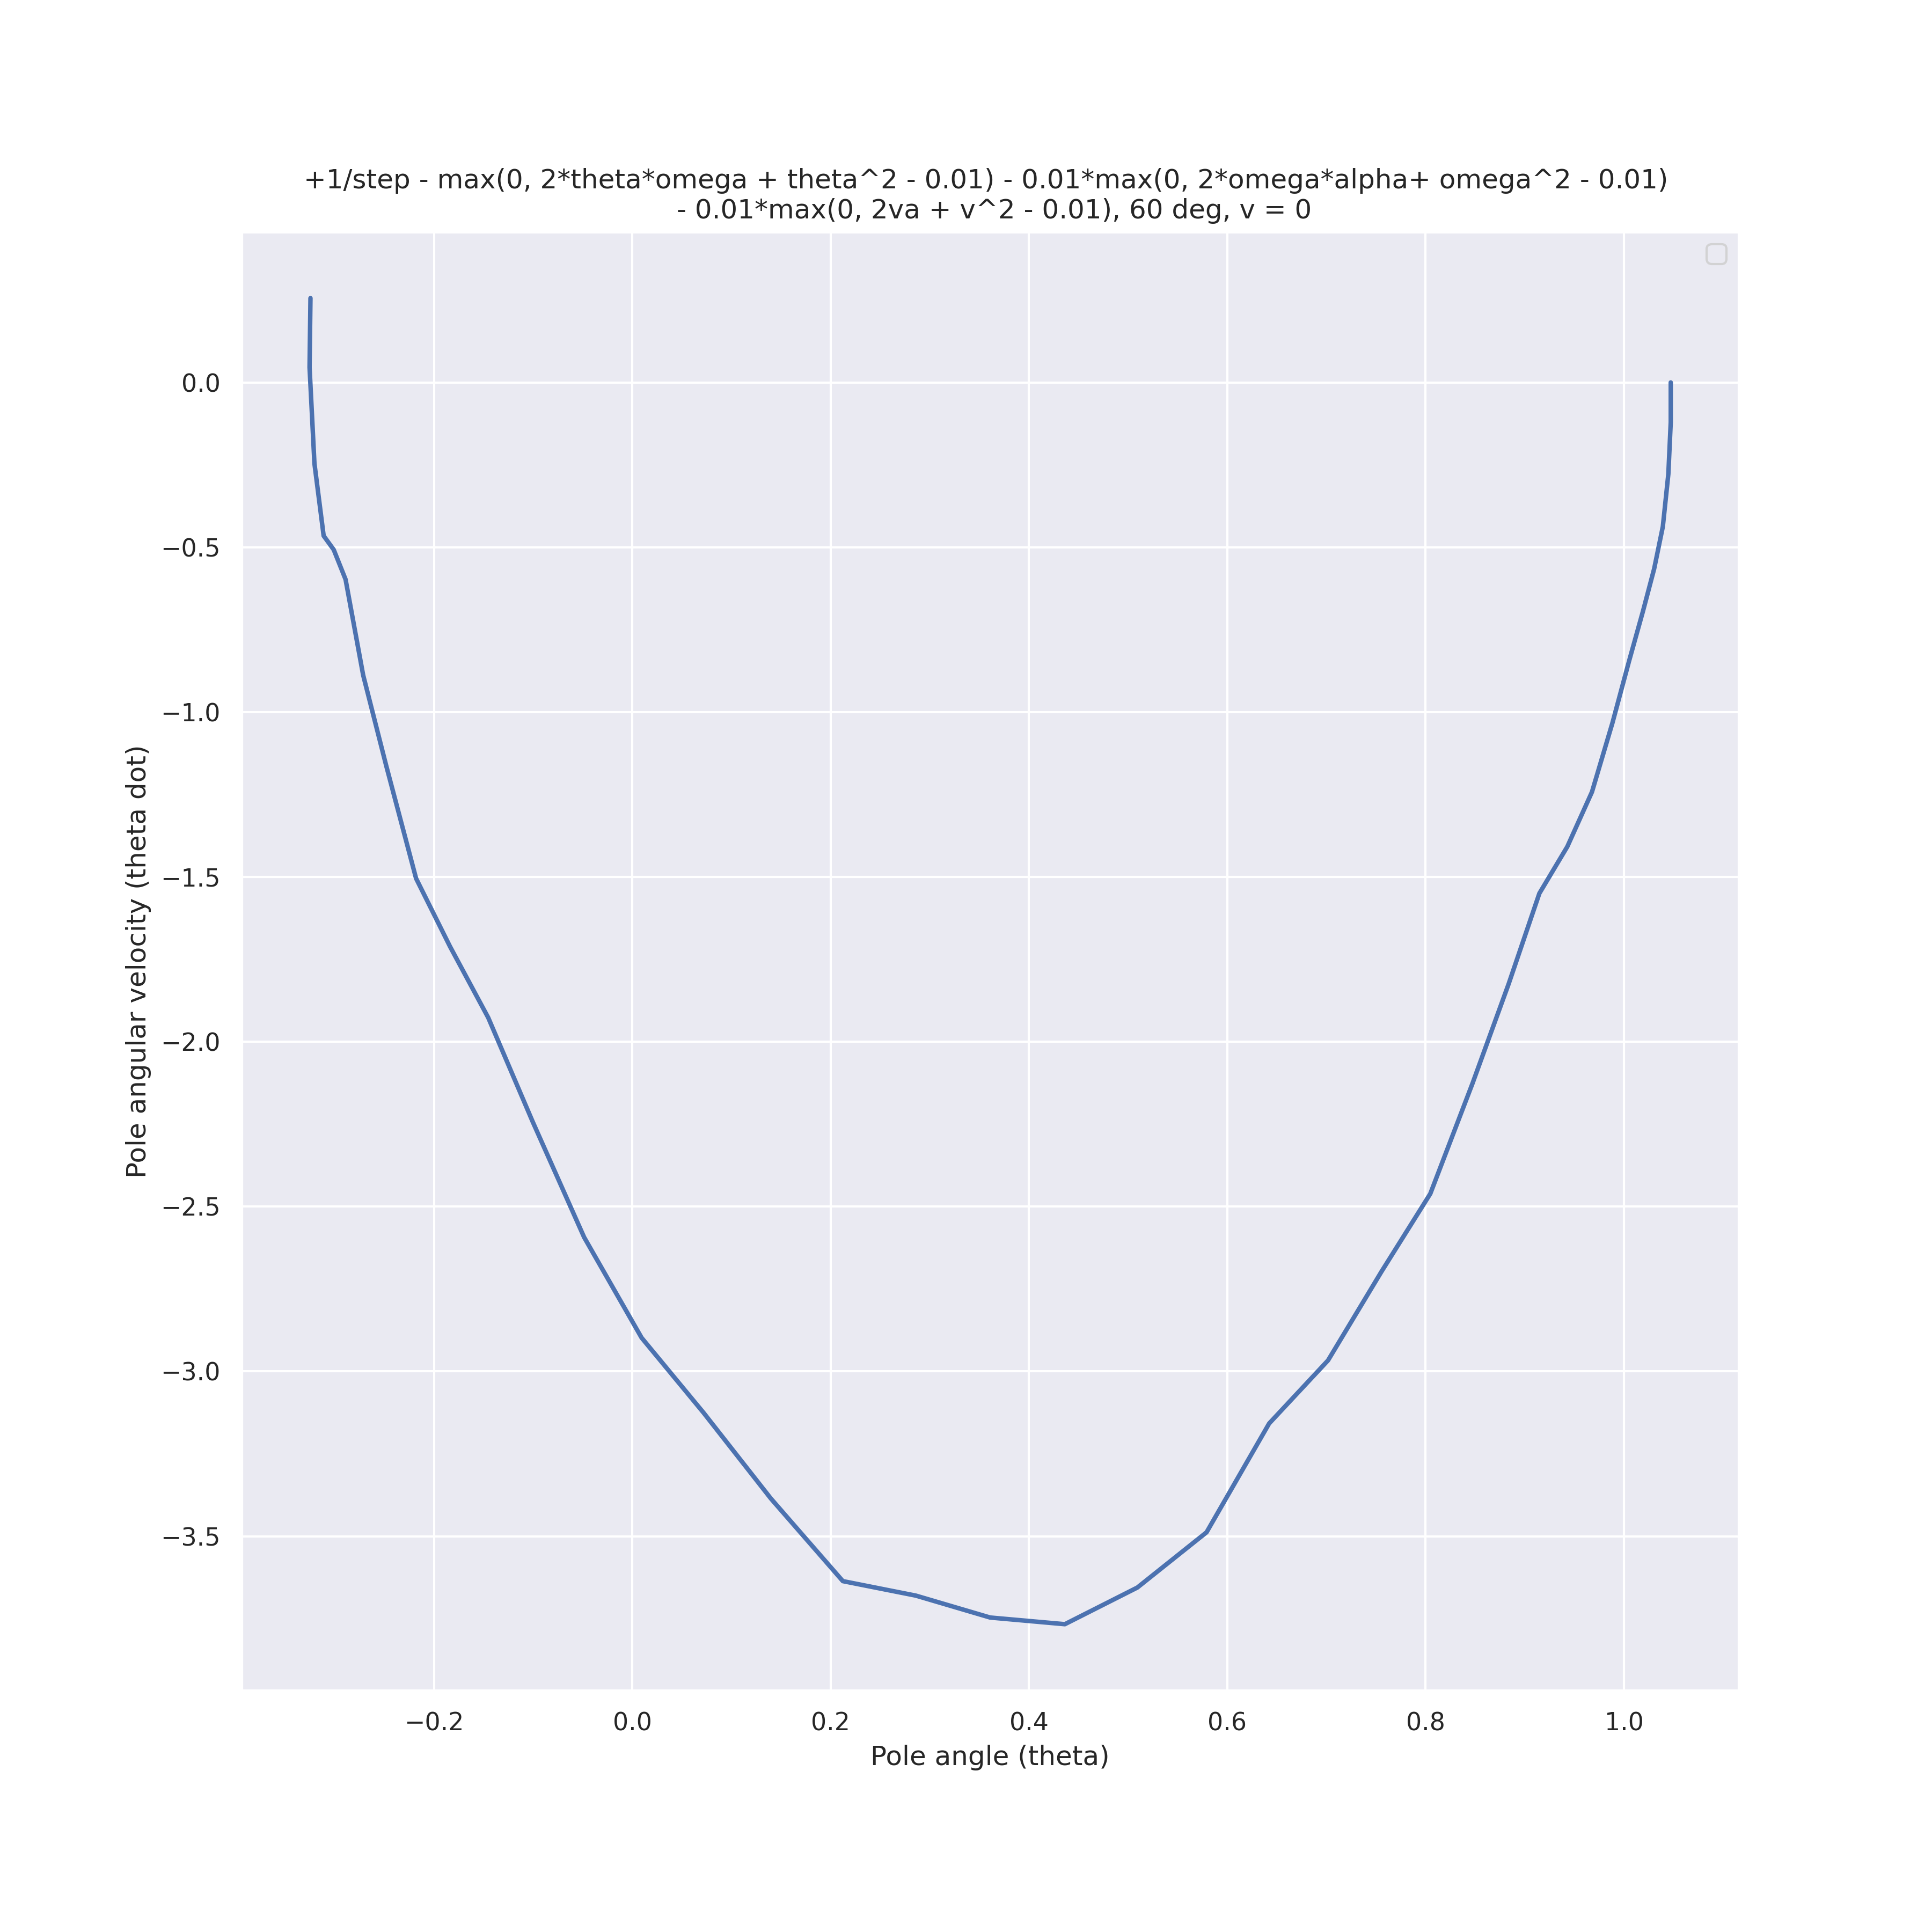 +1/step - max(0, 2*theta*omega + theta^2 - 0.01) - 0.01*max(0, 2*omega*alpha+ omega^2 - 0.01)
- 0.01*max(0, 2va + v^2 - 0.01), 60 deg, v = 0
0.0
−0.5
−1.0
−1.5
−2.0
−2.5
−3.0
−3.5
Pole angular velocity (theta dot)
−0.2 0.0 0.2 0.4 0.6 0.8 1.0
Pole angle (theta)